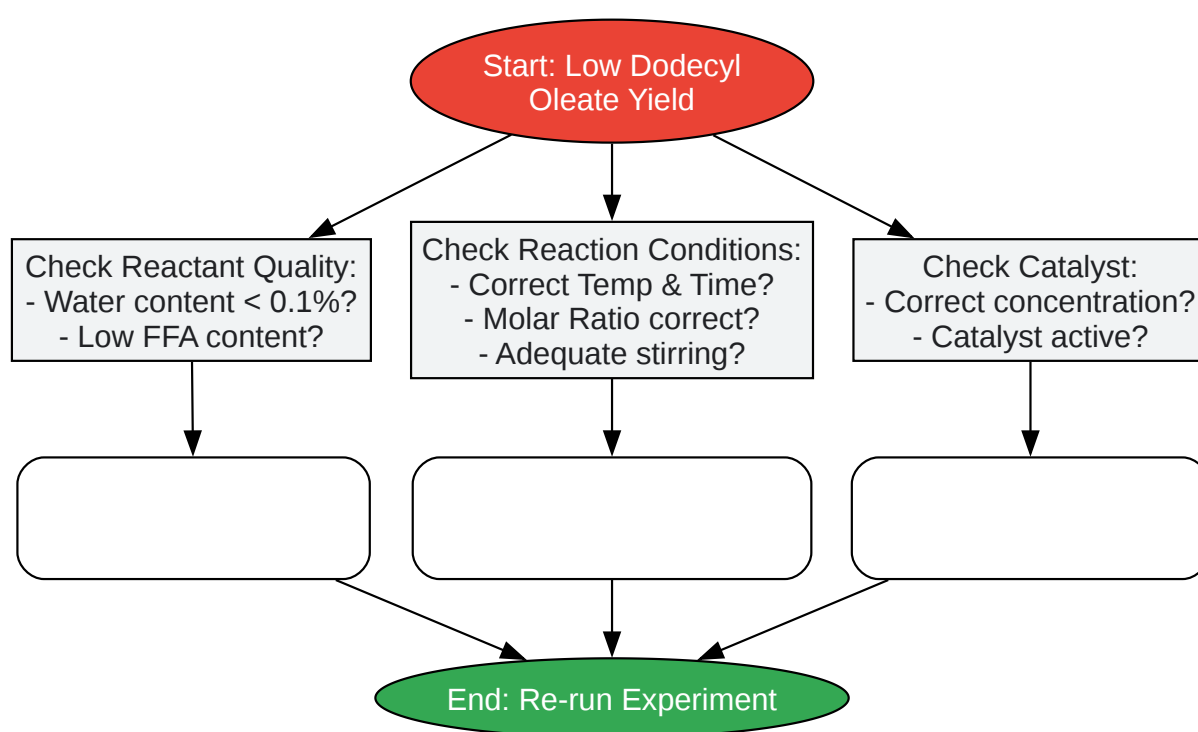 Start: Low Dodecyl
Oleate Yield
Check Reactant Quality:
- Water content < 0.1%?
- Low FFA content?
Check Reaction Conditions:
- Correct Temp & Time?
- Molar Ratio correct?
- Adequate stirring?
Check Catalyst:
- Correct concentration?
- Catalyst active?
End: Re-run Experiment